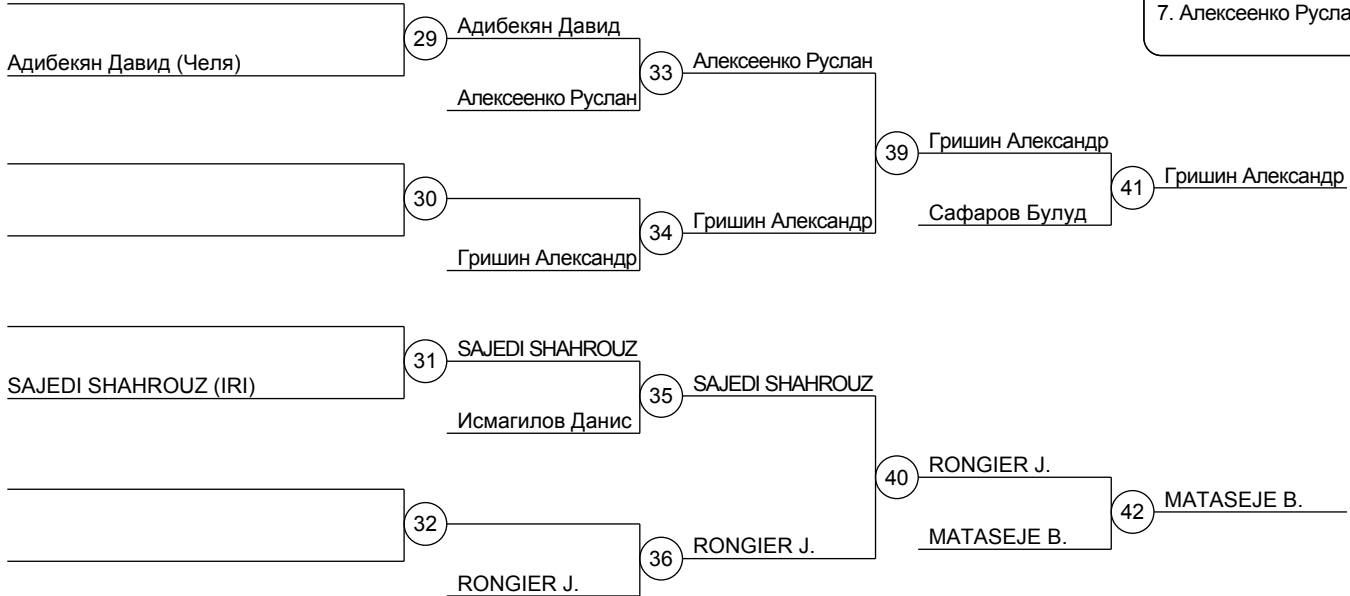 7. Алексеенко Русла
29
Адибекян Давид
Адибекян Давид (Челя)
33
Алексеенко Руслан
Алексеенко Руслан
39
Гришин Александр
30
41
Гришин Александр
34
Гришин Александр
Сафаров Булуд
Гришин Александр
31
SAJEDI SHAHROUZ
SAJEDI SHAHROUZ (IRI)
35
SAJEDI SHAHROUZ
Исмагилов Данис
40
RONGIER J.
32
42
MATASEJE B.
36
RONGIER J.
MATASEJE B.
RONGIER J.